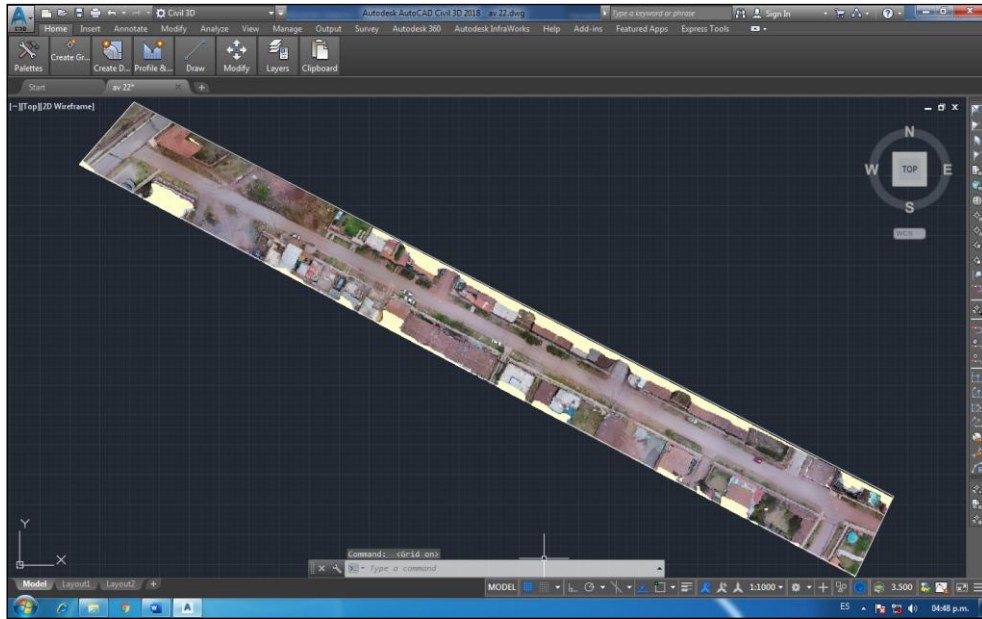 Civil 3D
Autodesk AutoCAD Civil 3D 2018 av 22.dwg
Type a keyword or phrase
Sign In
C3D
Home Insert Annotate Modify Analyze View Manage Output Survey Autodesk 360 Autodesk InfraWorks Help Add-ins Featured Apps Express Tools
Palettes
Create Gr...
Create D...
Profile &...
Draw
Modify
Layers
Clipboard
Start
av 22*
[−][Top][2D Wireframe]
N
W
TOP
E
S
WCS
Y
X
Command: <Grid on>
Type a command
Model Layout1 Layout2 +
MODEL
1:1000
3.500
ES
04:48 p.m.